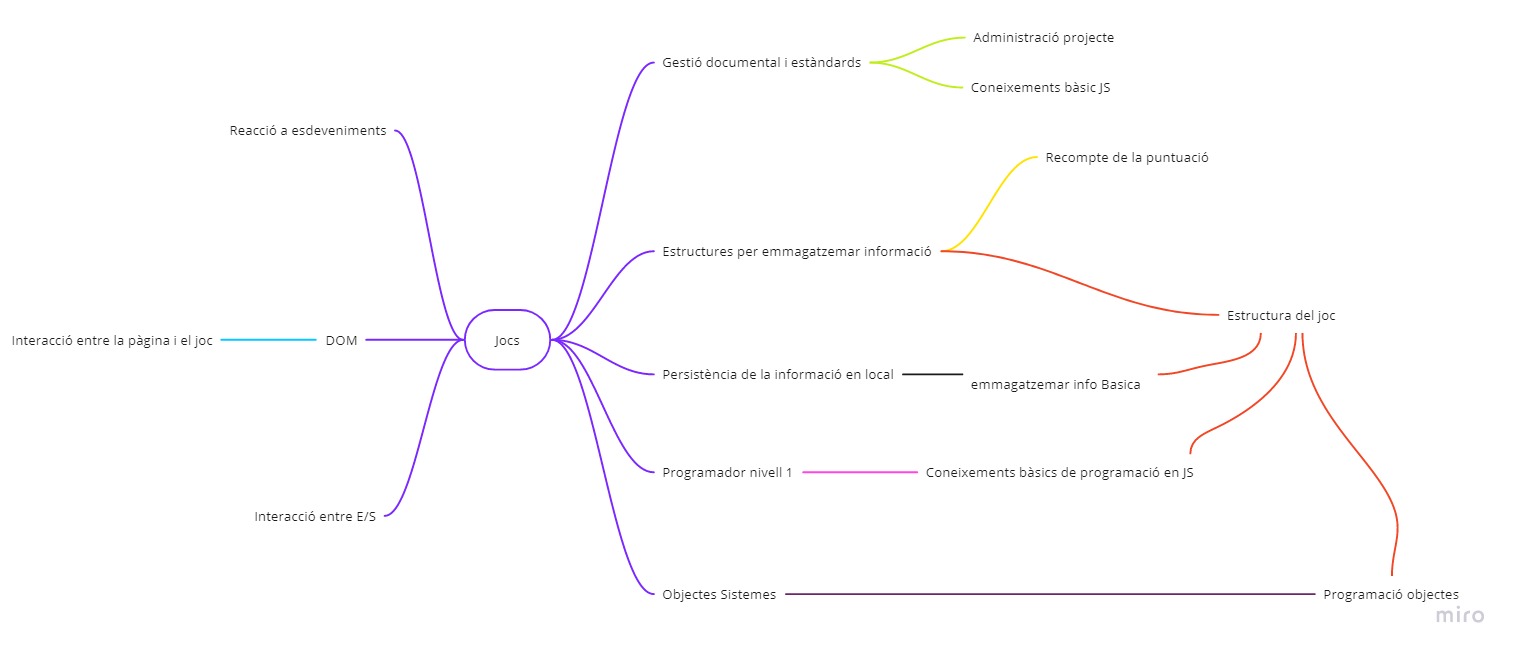 Administració projecte
Gestió documental i estàndards
Coneixements bàsic JS
Reacció a esdeveniments
Recompte de la puntuació
Estructures per emmagatzemar informació
Estructura del joc
Interacció entre la pàgina i el joc
DOM
Jocs
Persistència de la informació en local
emmagatzemar info Basica
Programador nivell 1
Coneixements bàsics de programació en JS
Interacció entre E/S
Objectes Sistemes
Programació objectes
miro